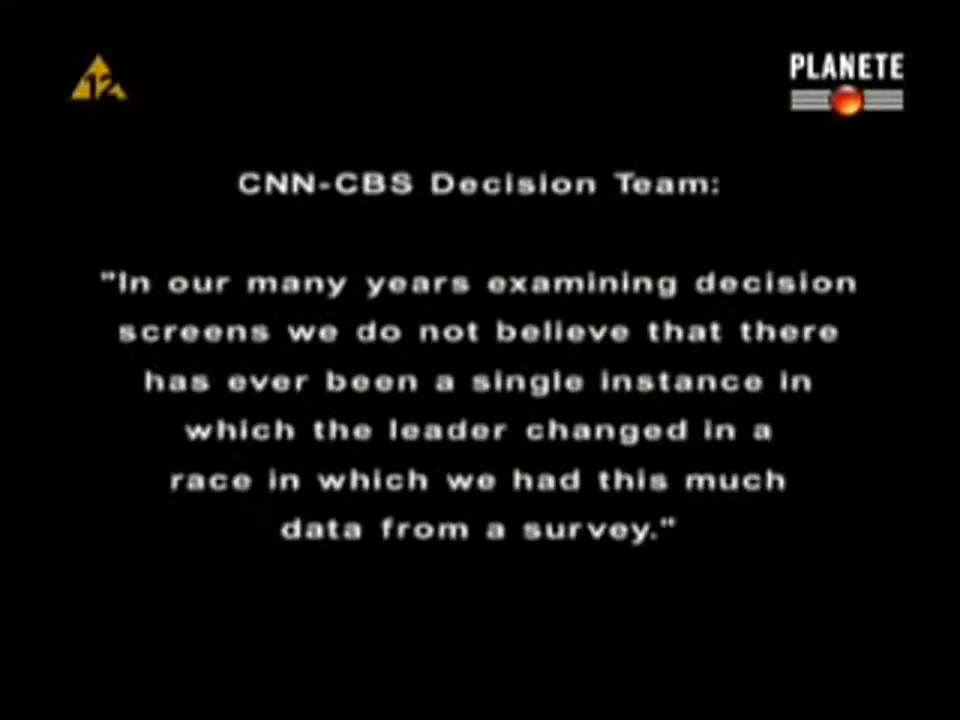 12
PLANETE
CNN-CBS Decision Team:
"In our many years examining decision
screens we do not believe that there
has ever been a single instance in
which the leader changed in a
race in which we had this much
data from a survey."